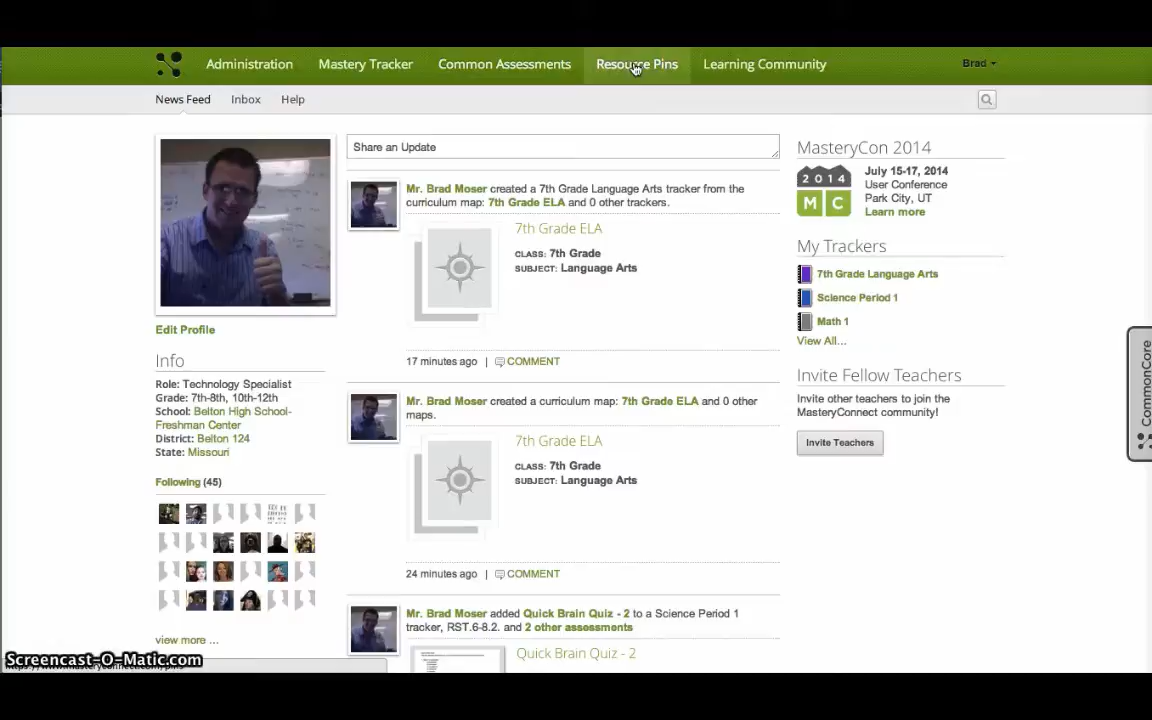 Administration Mastery Tracker Common Assessments Resource Pins Learning Community Brad
News Feed Inbox Help
Edit Profile
Info
Role: Technology Specialist
Grade: 7th-8th, 10th-12th
School: Belton High School-
Freshman Center
District: Belton 124
State: Missouri
Following (45)
view more ...
Share an Update
Mr. Brad Moser created a 7th Grade Language Arts tracker from the
curriculum map: 7th Grade ELA and 0 other trackers.
7th Grade ELA
CLASS: 7th Grade
SUBJECT: Language Arts
17 minutes ago | COMMENT
Mr. Brad Moser created a curriculum map: 7th Grade ELA and 0 other
maps.
7th Grade ELA
CLASS: 7th Grade
SUBJECT: Language Arts
24 minutes ago | COMMENT
Mr. Brad Moser added Quick Brain Quiz - 2 to a Science Period 1
tracker, RST.6-8.2. and 2 other assessments
Quick Brain Quiz - 2
MasteryCon 2014
2014
M C
July 15-17, 2014
User Conference
Park City, UT
Learn more
My Trackers
7th Grade Language Arts
Science Period 1
Math 1
View All...
Invite Fellow Teachers
Invite other teachers to join the
MasteryConnect community!
Invite Teachers
CommonCore
Screencast-O-Matic.com